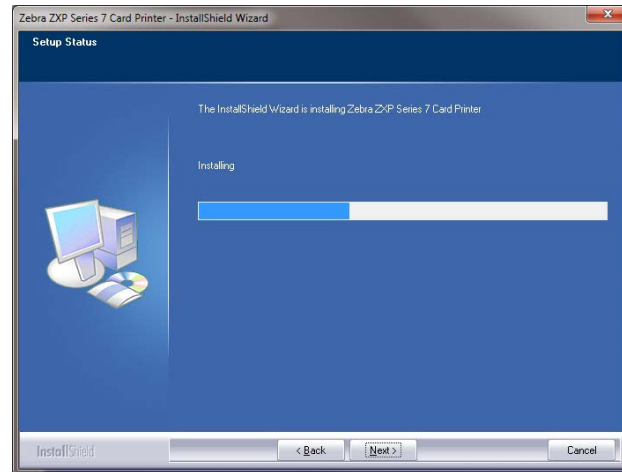 Zebra ZXP Series 7 Card Printer - InstallShield Wizard
Setup Status
The InstallShield Wizard is installing Zebra ZXP Series 7 Card Printer
Installing
InstallShield
< Back
Next >
Cancel